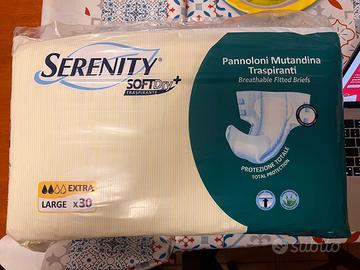 SERENITY®
SOFTDry+
TRASPIRANTE
Pannoloni Mutandina
Traspiranti
Breathable Fitted Briefs
PROTEZIONE TOTALE
TOTAL PROTECTION
EXTRA
LARGE x30
subito